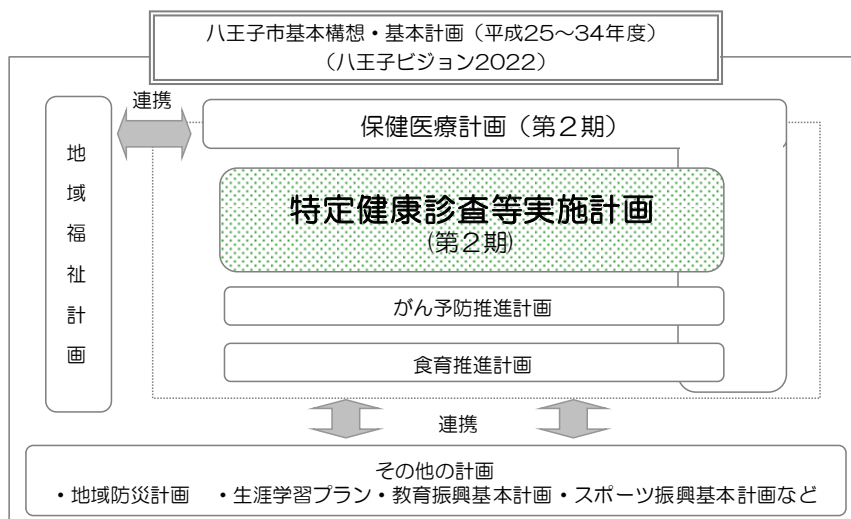 八王子市基本構想・基本計画（平成25～34年度）
（八王子ビジョン2022）
連携
地域福祉計画
保健医療計画（第２期）
特定健康診査等実施計画
(第２期)
がん予防推進計画
食育推進計画
連携
その他の計画
・地域防災計画　・生涯学習プラン・教育振興基本計画・スポーツ振興基本計画など